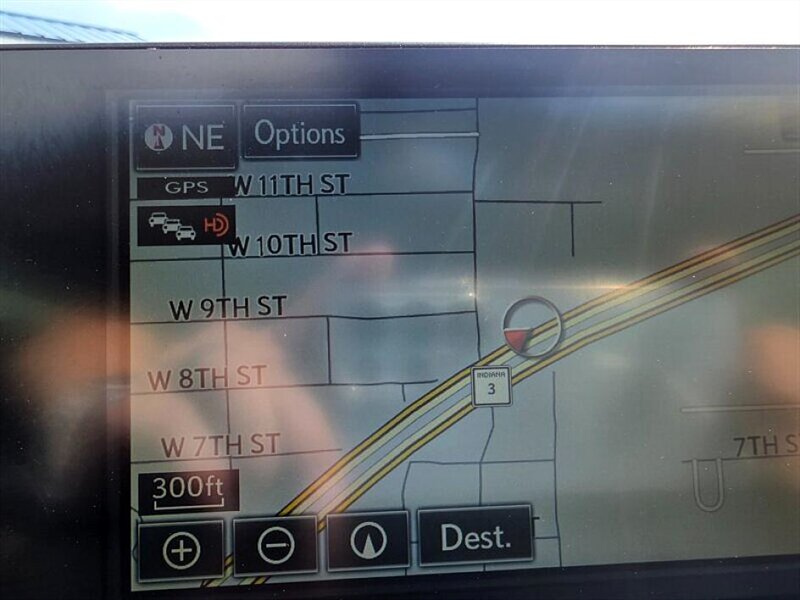 N NE
Options
GPS
W 11TH ST
HD
W 10TH ST
W 9TH ST
W 8TH ST
INDIANA
3
W 7TH ST
7TH S
300ft
Dest.